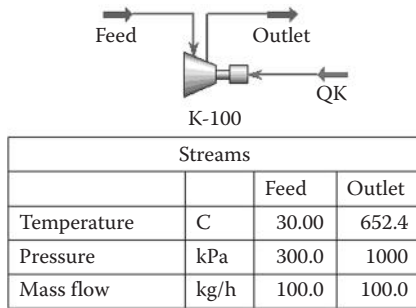 Feed
Outlet
QK
K-100
Streams
Feed Outlet
Temperature C 30.00 652.4
Pressure kPa 300.0 1000
Mass flow kg/h 100.0 100.0